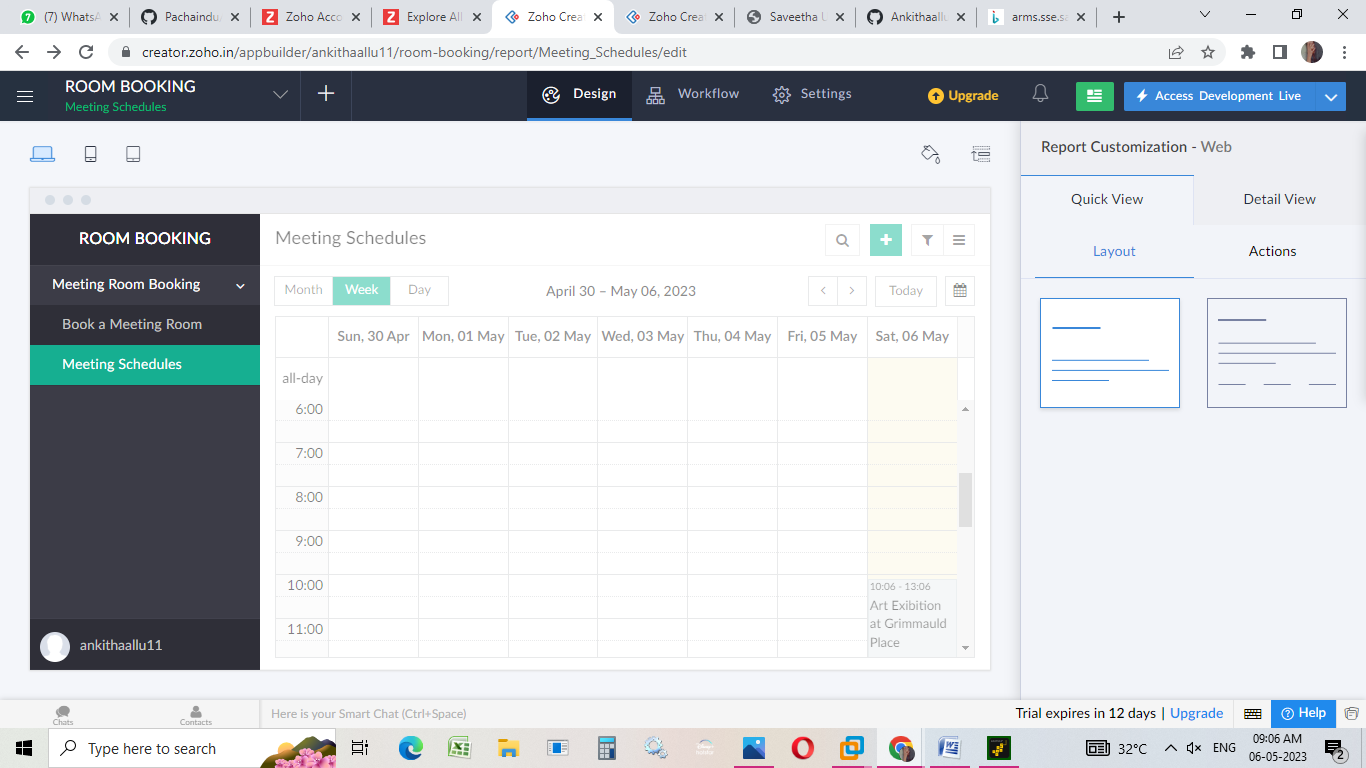 (7) WhatsA
Pachaindu
Zoho Acco
Explore All
Zoho Crea
Zoho Crea
Saveetha U
Ankithaallu
arms.sse.sa
creator.zoho.in/appbuilder/ankithaallu11/room-booking/report/Meeting_Schedules/edit
ROOM BOOKING
Meeting Schedules
Design
Workflow
Settings
Upgrade
Access Development Live
Report Customization - Web
Quick View
Detail View
Layout
Actions
ROOM BOOKING
Meeting Room Booking
Book a Meeting Room
Meeting Schedules
ankithaallu11
Meeting Schedules
Month Week Day
April 30 – May 06, 2023
Today
Sun, 30 Apr Mon, 01 May Tue, 02 May Wed, 03 May Thu, 04 May Fri, 05 May Sat, 06 May
all-day
6:00
7:00
8:00
9:00
10:00
11:00
10:06 - 13:06
Art Exibition
at Grimmauld
Place
Chats
Contacts
Here is your Smart Chat (Ctrl+Space)
Trial expires in 12 days | Upgrade
Help
Type here to search
32°C
ENG
09:06 AM
06-05-2023
2